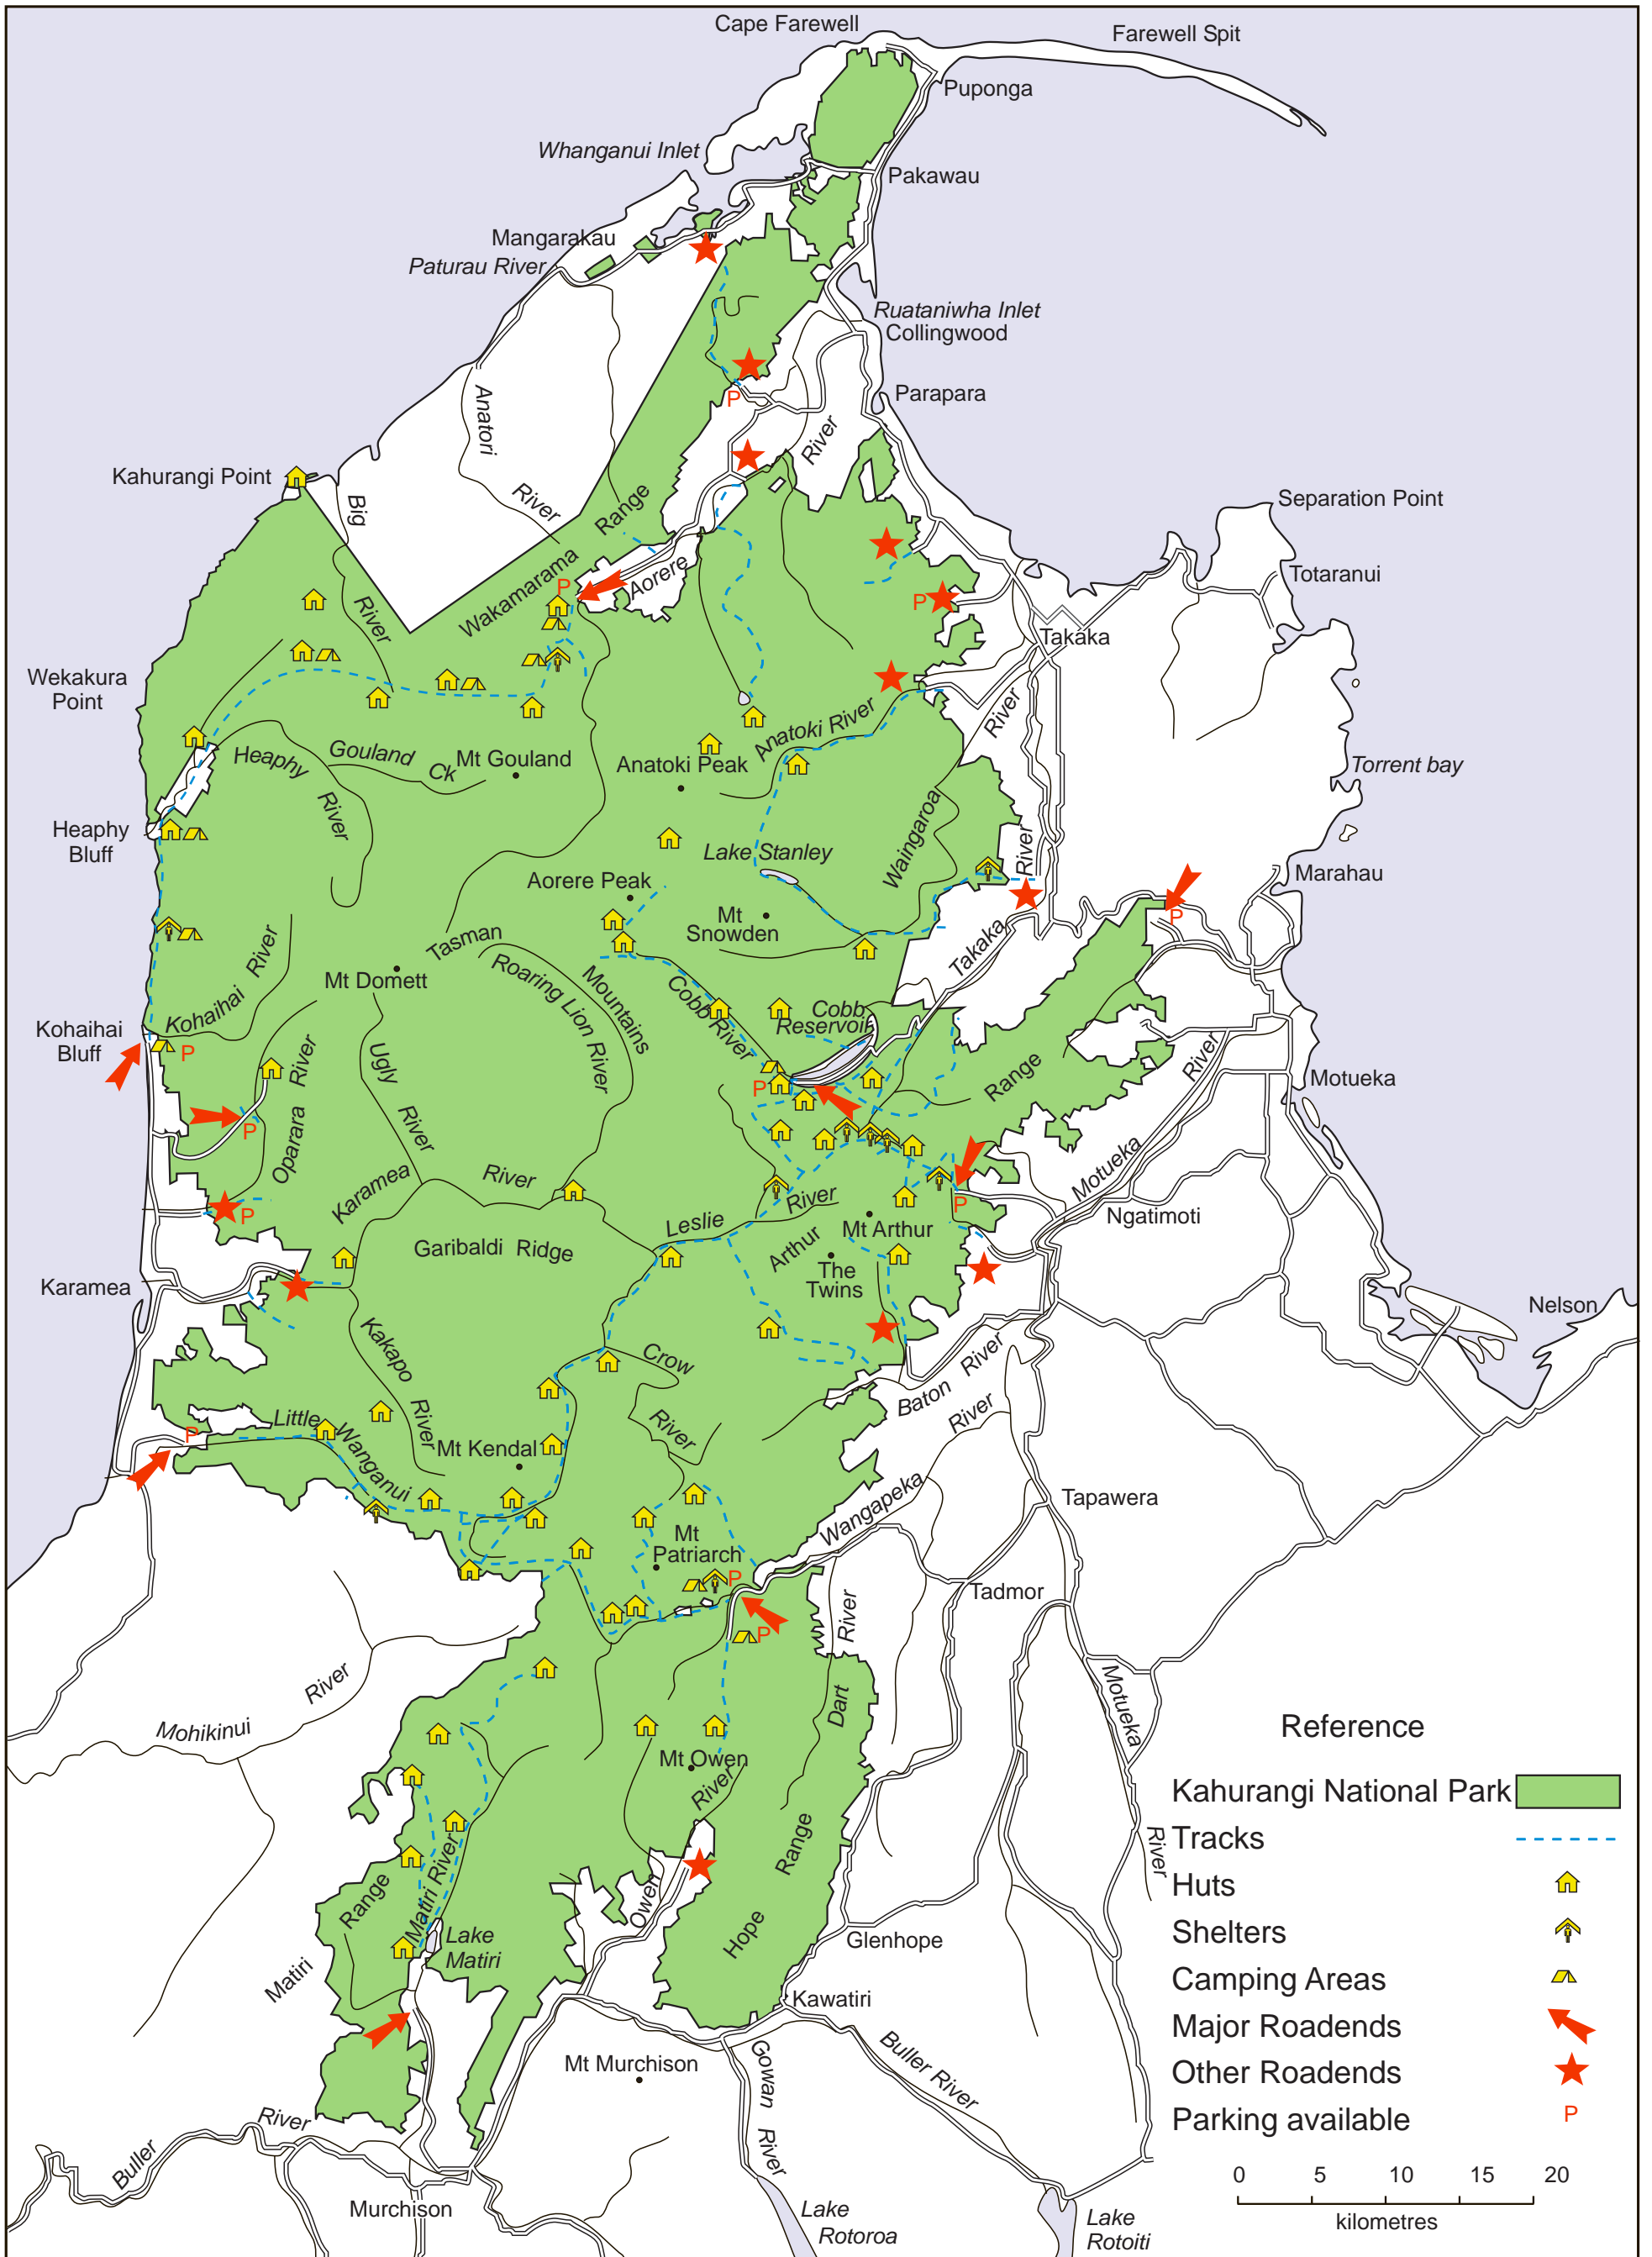 Cape Farewell
Farewell Spit
Puponga
Whanganui Inlet
Pakawau
Mangarakau
Paturau River
Ruataniwha Inlet
Collingwood
Parapara
Anatori
River
P
River
Kahurangi Point
Big
River
Range
Separation Point
Wakamarama
Aorere
P
Totaranui
River
P
Takaka
Wekakura
Point
River
Anatoki River
Heaphy
Gouland
Ck
Mt Gouland
Anatoki Peak
Torrent bay
River
Heaphy
Bluff
Waingaroa
Lake Stanley
River
Aorere Peak
Marahau
P
Mt
Snowden
Tasman
Takaka
River
Mt Domett
Roaring Lion River
Mountains
Cobb River
Cobb
Reservoir
Kohaihai
Kohaihai
Bluff
P
River
Ugly
River
Range
River
P
Motueka
P
Oparara
Karamea
River
Motueka
P
P
Ngatimoti
River
Leslie
Mt Arthur
Arthur
Garibaldi Ridge
The
Twins
Karamea
Nelson
Kakapo
River
Crow
River
River
Baton
River
Little
Wanganui
P
Mt Kendal
Wangapeka
Tapawera
Mt
Patriarch
P
Tadmor
River
P
River
Mohikinui
Dart
Motueka
River
Mt Owen
River
Reference
Kahurangi National Park
Tracks
Huts
Shelters
Camping Areas
Major Roadends
Other Roadends
Parking available
P
Range
Matiri River
Range
Owen
Hope
Lake
Matiri
Glenhope
Matiri
Kawatiri
Mt Murchison
Gowan
River
Buller River
River
Buller
Murchison
Lake
Rotoroa
Lake
Rotoiti
0 5 10 15 20
kilometres